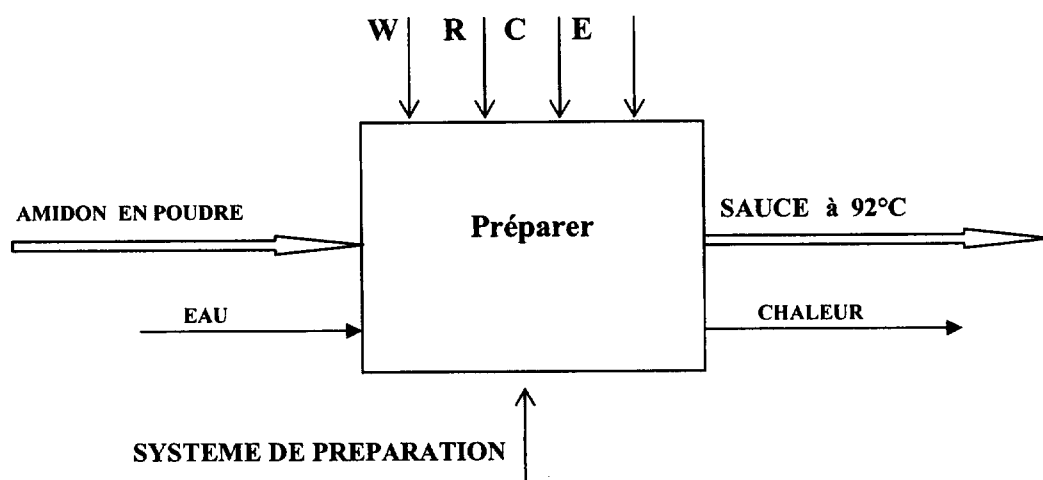 W R C E
AMIDON EN POUDRE
Préparer
SAUCE à 92°C
EAU
CHALEUR
SYSTEME DE PREPARATION